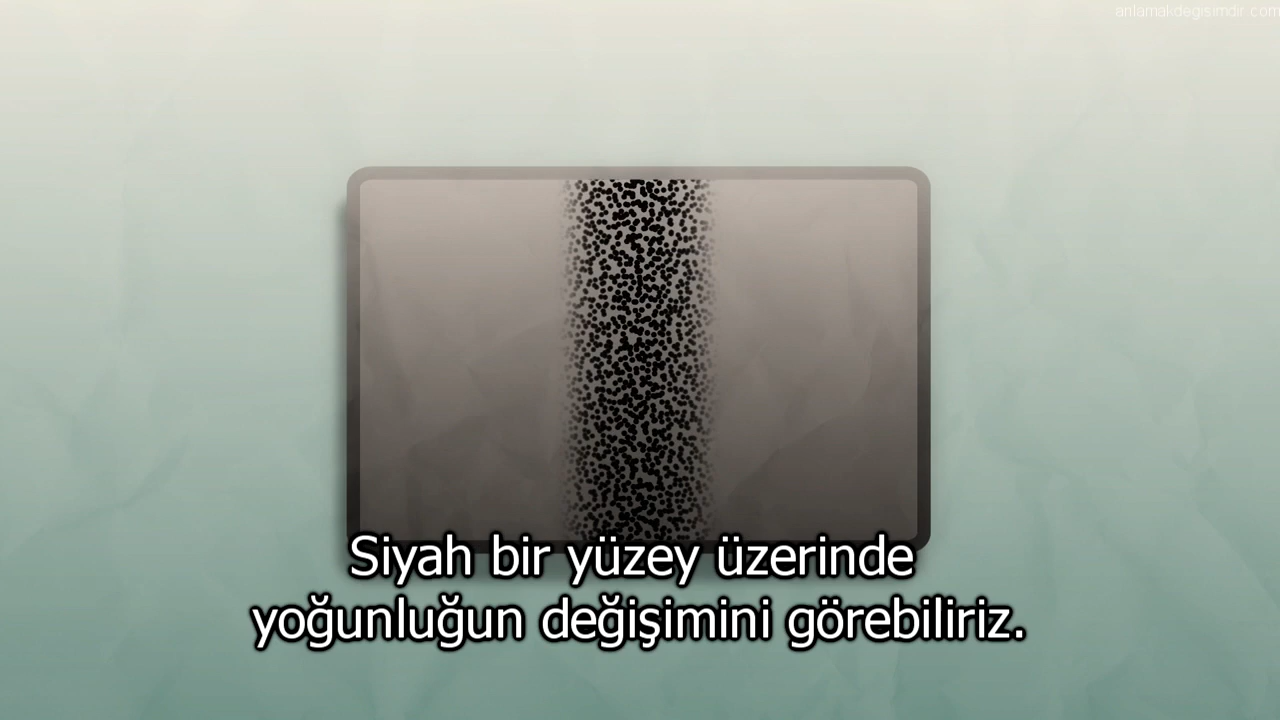 anlamakdegisimdir.com
Siyah bir yüzey üzerinde
yoğunluğun değişimini görebiliriz.